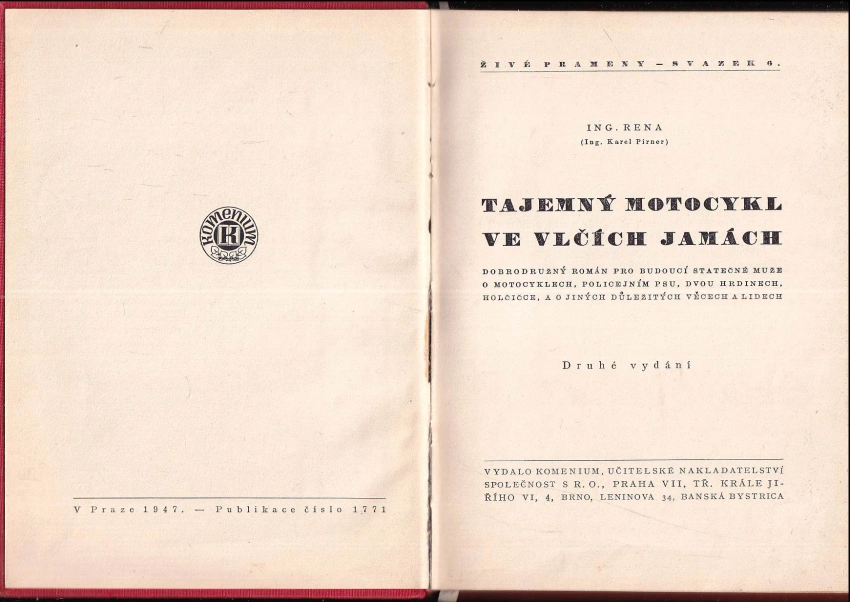 Komenium
K
V Praze 1947. — Publikace číslo 1771
ŽIVÉ PRAMENY — SVAZEK 6.
ING. RENA
(Ing. Karel Pirner)
TAJEMNÝ MOTOCYKL
VE VLČÍCH JAMÁCH
DOBRODRUŽNÝ ROMÁN PRO BUDOUCÍ STATEČNÉ MUŽE
O MOTOCYKLECH, POLICEJNÍM PSU, DVOU HRDINECH,
HOLČIČCE, A O JINÝCH DŮLEŽITÝCH VĚCECH A LIDECH
Druhé vydání
VYDALO KOMENIUM, UČITELSKÉ NAKLADATELSTVÍ
SPOLEČNOST S R. O., PRAHA VII, TŘ. KRÁLE JI-
ŘÍHO VI, 4, BRNO, LENINOVA 34, BANSKÁ BYSTRICA